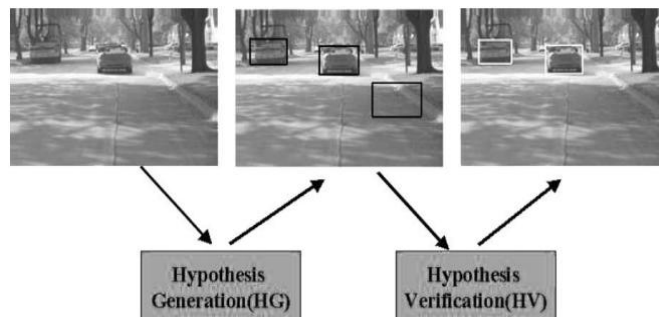 Hypothesis
Generation(HG)
Hypothesis
Verification(HV)